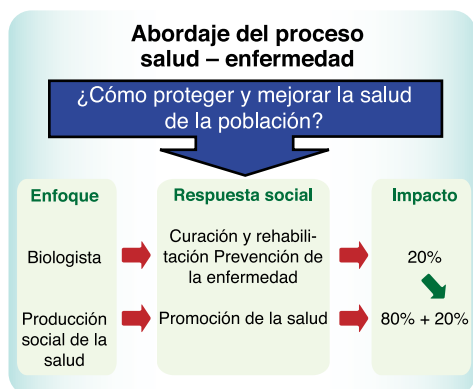 Abordaje del proceso
salud – enfermedad
¿Cómo proteger y mejorar la salud
de la población?
Enfoque
Respuesta social
Impacto
Biologista
Curación y rehabili-
tación Prevención de
la enfermedad
20%
Producción
social de la
salud
Promoción de la salud
80% + 20%